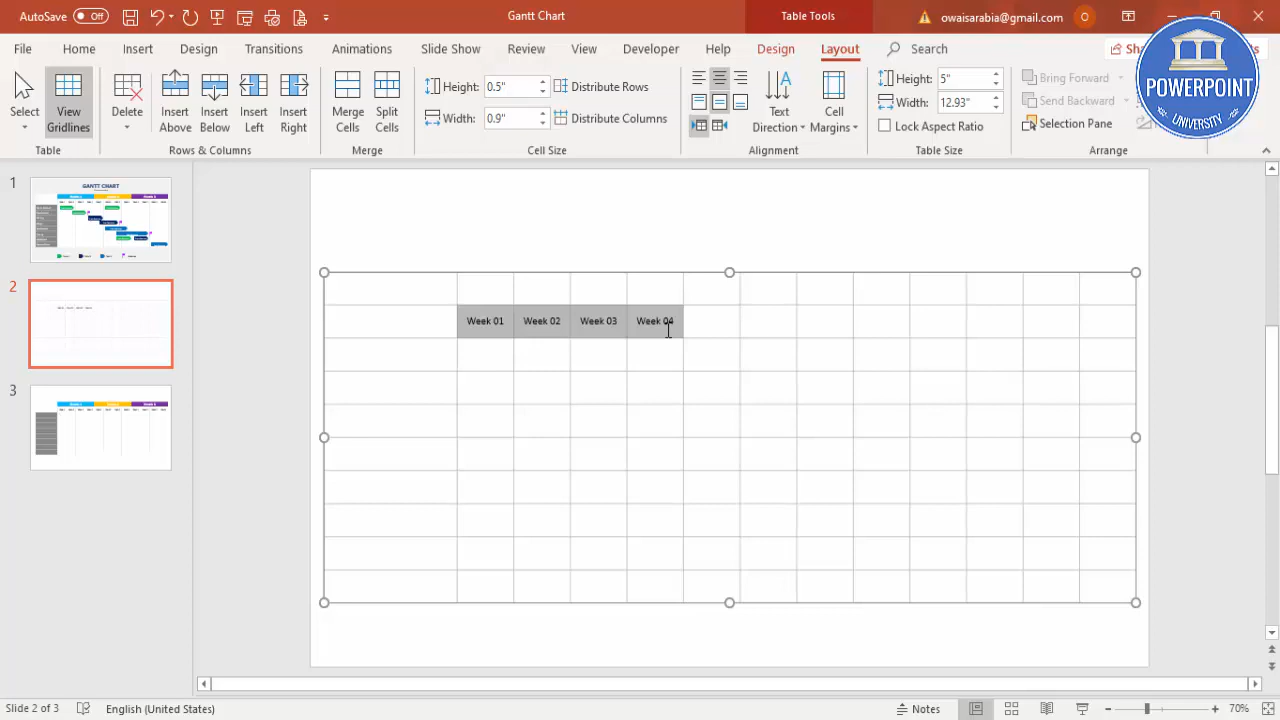 AutoSave Off Gantt Chart Table Tools owaisarabia@gmail.com O
File Home Insert Design Transitions Animations Slide Show Review View Developer Help Design Layout Search
POWERPOINT
UNIVERSITY
Select
View Gridlines
Delete
Insert Above
Insert Below
Insert Left
Insert Right
Merge Cells
Split Cells
Height: 0.5"
Width: 0.9"
Distribute Rows
Distribute Columns
Text Direction
Cell Margins
Height: 5"
Width: 12.93"
Lock Aspect Ratio
Bring Forward
Send Backward
Selection Pane
Table Rows & Columns Merge Cell Size Alignment Table Size Arrange
1
GANTT CHART
2
3
Week 01 Week 02 Week 03 Week 04
Slide 2 of 3 English (United States) Notes 70%